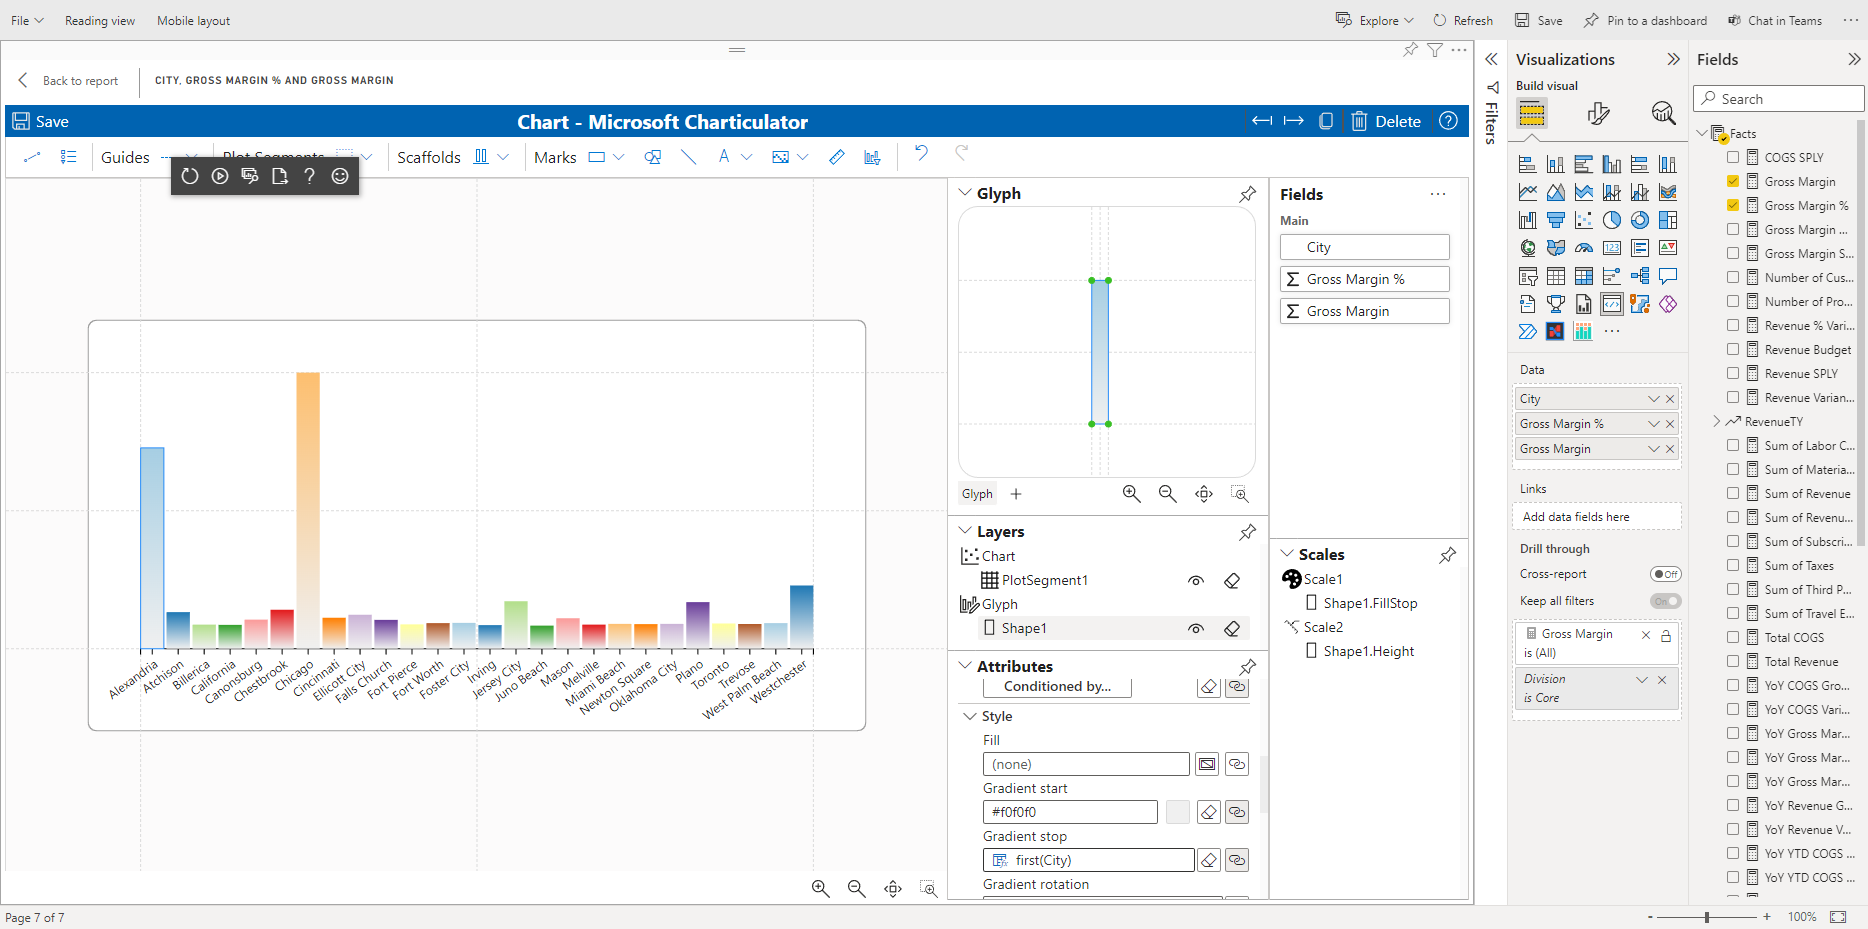 File
Reading view
Mobile layout
Explore
Refresh
Save
Pin to a dashboard
Chat in Teams
Back to report
CITY, GROSS MARGIN % AND GROSS MARGIN
Save
Chart - Microsoft Charticulator
Delete
Guides
Plot Segments
Scaffolds
Marks
Alexandria
Atchison
Billerica
California
Canonsburg
Chestbrook
Chicago
Cincinnati
Ellicott City
Falls Church
Fort Pierce
Fort Worth
Foster City
Irving
Jersey City
Juno Beach
Mason
Melville
Miami Beach
Newton Square
Oklahoma City
Plano
Toronto
Trevose
West Palm Beach
Westchester
Glyph
Glyph
Layers
Chart
PlotSegment1
Glyph
Shape1
Attributes
Conditioned by...
Style
Fill
(none)
Gradient start
#f0f0f0
Gradient stop
first(City)
Gradient rotation
Fields
Main
City
Gross Margin %
Gross Margin
Scales
Scale1
Shape1.FillStop
Scale2
Shape1.Height
Filters
Visualizations
Build visual
123
Data
City
Gross Margin %
Gross Margin
Links
Add data fields here
Drill through
Cross-report
Off
Keep all filters
On
Gross Margin
is (All)
Division
is Core
Fields
Search
Facts
COGS SPLY
Gross Margin
Gross Margin %
Gross Margin ...
Gross Margin S...
Number of Cus...
Number of Pro...
Revenue % Vari...
Revenue Budget
Revenue SPLY
Revenue Varian...
RevenueTY
Sum of Labor C...
Sum of Materia...
Sum of Revenue
Sum of Revenu...
Sum of Subscri...
Sum of Taxes
Sum of Third P...
Sum of Travel E...
Total COGS
Total Revenue
YoY COGS Gro...
YoY COGS Vari...
YoY Gross Mar...
YoY Gross Mar...
YoY Gross Mar...
YoY Revenue G...
YoY Revenue V...
YoY YTD COGS ...
YoY YTD COGS ...
Page 7 of 7
- + 100%